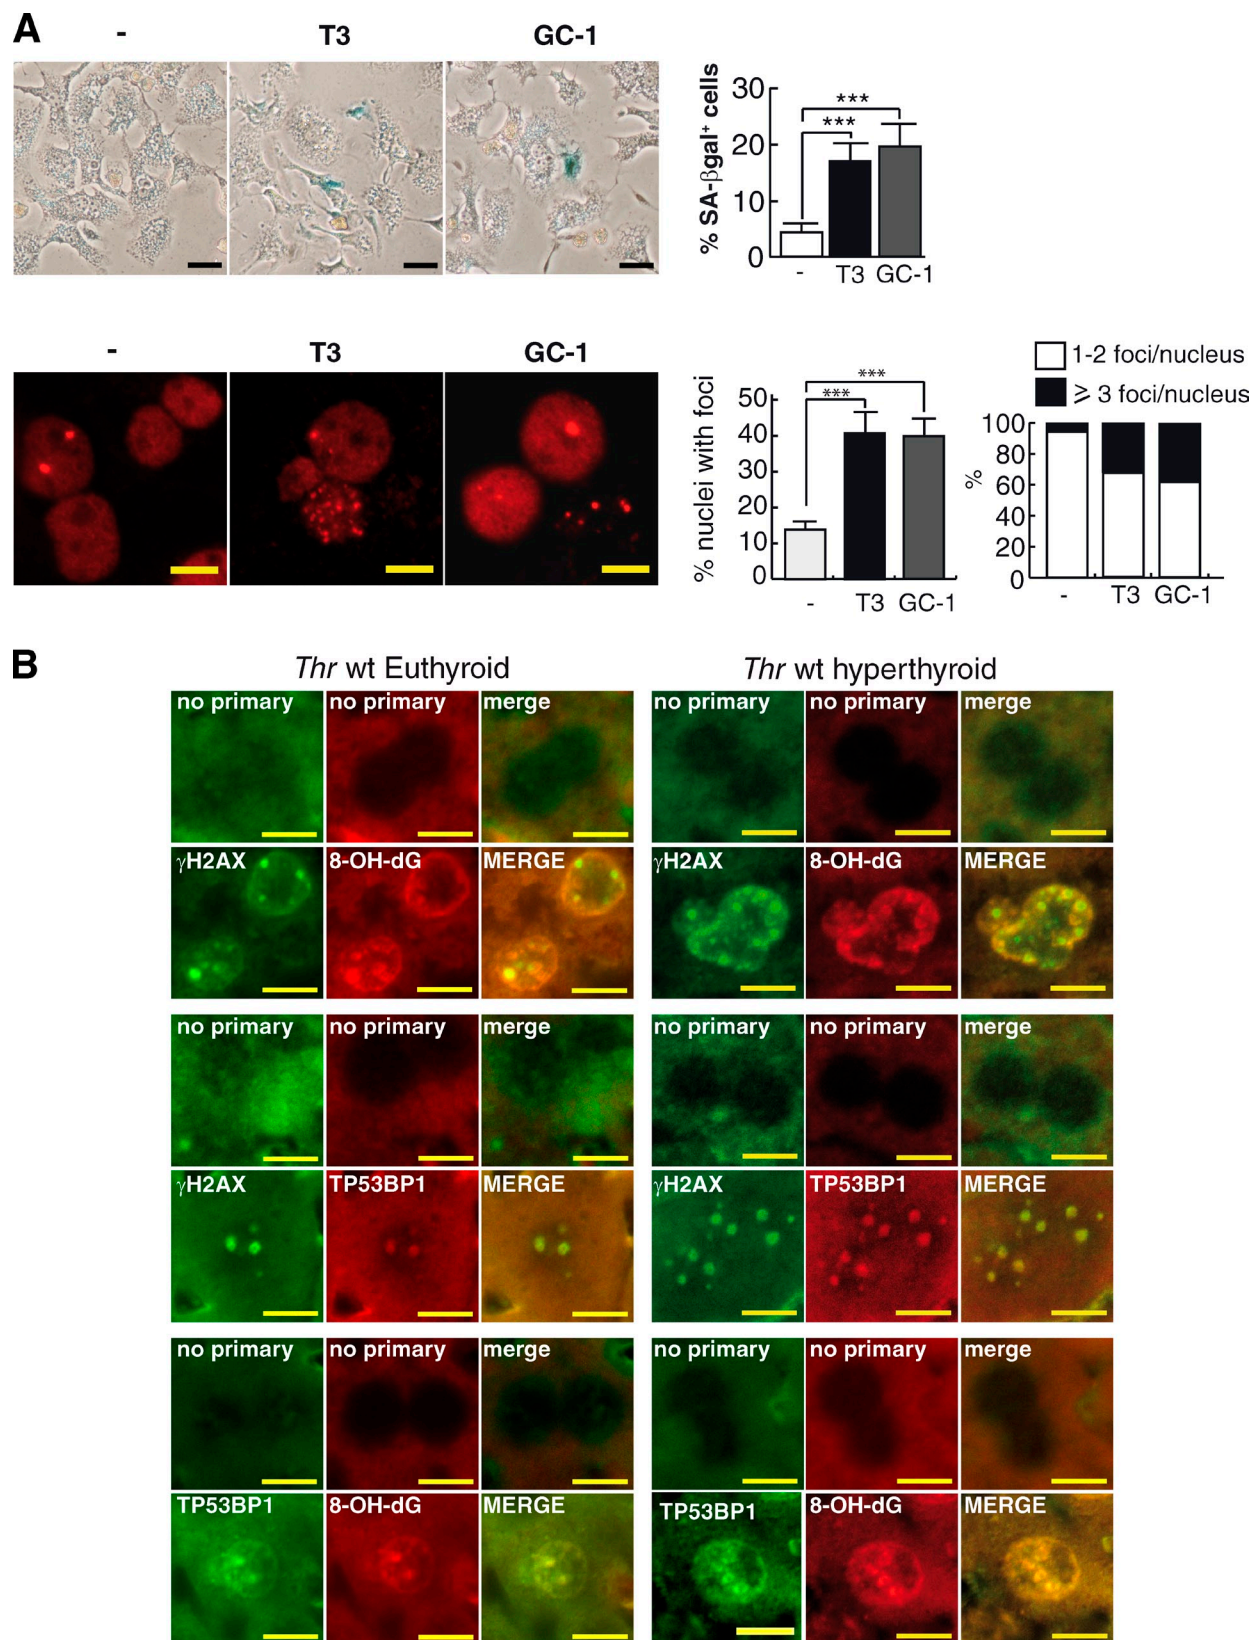 A
- T3 GC-1
% SA-βgal⁺ cells
30
20
10
0
***
***
- T3 GC-1
- T3 GC-1
% nuclei with foci
50
40
30
20
10
0
***
***
- T3 GC-1
1-2 foci/nucleus
⩾ 3 foci/nucleus
%
100
80
60
40
20
0
- T3 GC-1
B
Thr wt Euthyroid Thr wt hyperthyroid
no primary no primary merge no primary no primary merge
γH2AX 8-OH-dG MERGE γH2AX 8-OH-dG MERGE
no primary no primary merge no primary no primary merge
γH2AX TP53BP1 MERGE γH2AX TP53BP1 MERGE
no primary no primary merge no primary no primary merge
TP53BP1 8-OH-dG MERGE TP53BP1 8-OH-dG MERGE